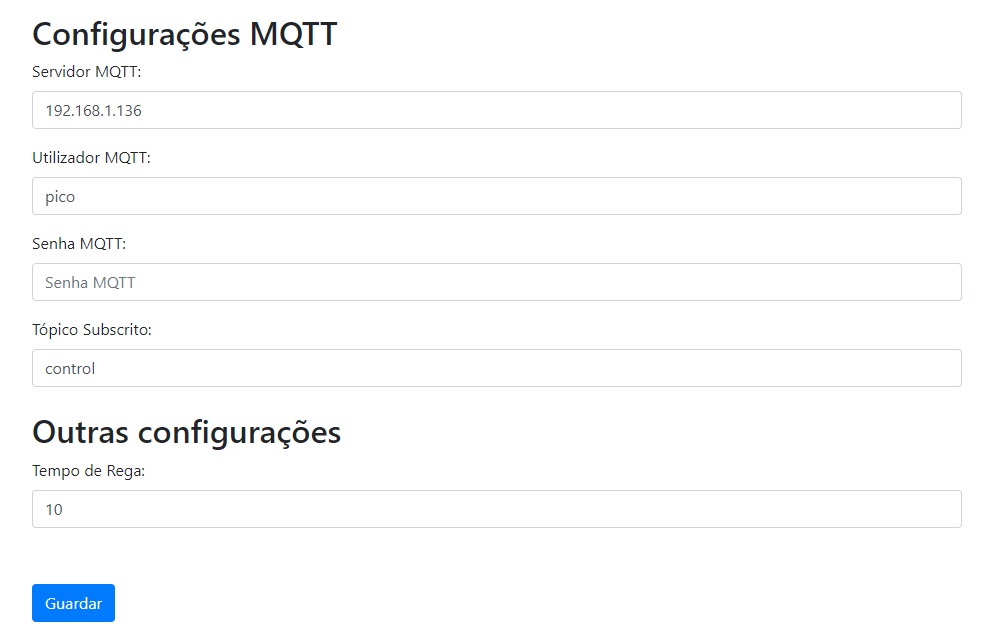 Configurações MQTT
Servidor MQTT:
192.168.1.136
Utilizador MQTT:
pico
Senha MQTT:
Senha MQTT
Tópico Subscrito:
control
Outras configurações
Tempo de Rega:
10
Guardar